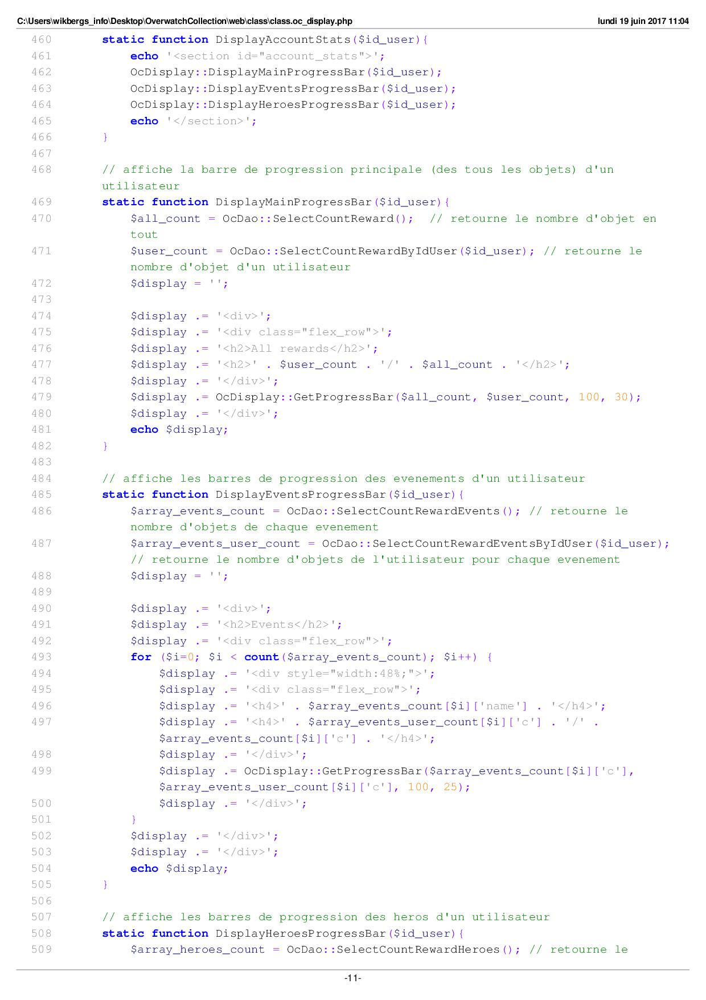 C:\Users\wikbergs_info\Desktop\OverwatchCollection\web\class\class.oc_display.php lundi 19 juin 2017 11:04
460 static function DisplayAccountStats($id_user){
461 echo '<section id="account_stats">';
462 OcDisplay::DisplayMainProgressBar($id_user);
463 OcDisplay::DisplayEventsProgressBar($id_user);
464 OcDisplay::DisplayHeroesProgressBar($id_user);
465 echo '</section>';
466 }
467
468 // affiche la barre de progression principale (des tous les objets) d'un
utilisateur
469 static function DisplayMainProgressBar($id_user){
470 $all_count = OcDao::SelectCountReward(); // retourne le nombre d'objet en
tout
471 $user_count = OcDao::SelectCountRewardByIdUser($id_user); // retourne le
nombre d'objet d'un utilisateur
472 $display = '';
473
474 $display .= '<div>';
475 $display .= '<div class="flex_row">';
476 $display .= '<h2>All rewards</h2>';
477 $display .= '<h2>' . $user_count . '/' . $all_count . '</h2>';
478 $display .= '</div>';
479 $display .= OcDisplay::GetProgressBar($all_count, $user_count, 100, 30);
480 $display .= '</div>';
481 echo $display;
482 }
483
484 // affiche les barres de progression des evenements d'un utilisateur
485 static function DisplayEventsProgressBar($id_user){
486 $array_events_count = OcDao::SelectCountRewardEvents(); // retourne le
nombre d'objets de chaque evenement
487 $array_events_user_count = OcDao::SelectCountRewardEventsByIdUser($id_user);
// retourne le nombre d'objets de l'utilisateur pour chaque evenement
488 $display = '';
489
490 $display .= '<div>';
491 $display .= '<h2>Events</h2>';
492 $display .= '<div class="flex_row">';
493 for ($i=0; $i < count($array_events_count); $i++) {
494 $display .= '<div style="width:48%;">';
495 $display .= '<div class="flex_row">';
496 $display .= '<h4>' . $array_events_count[$i]['name'] . '</h4>';
497 $display .= '<h4>' . $array_events_user_count[$i]['c'] . '/' .
$array_events_count[$i]['c'] . '</h4>';
498 $display .= '</div>';
499 $display .= OcDisplay::GetProgressBar($array_events_count[$i]['c'],
$array_events_user_count[$i]['c'], 100, 25);
500 $display .= '</div>';
501 }
502 $display .= '</div>';
503 $display .= '</div>';
504 echo $display;
505 }
506
507 // affiche les barres de progression des heros d'un utilisateur
508 static function DisplayHeroesProgressBar($id_user){
509 $array_heroes_count = OcDao::SelectCountRewardHeroes(); // retourne le
-11-